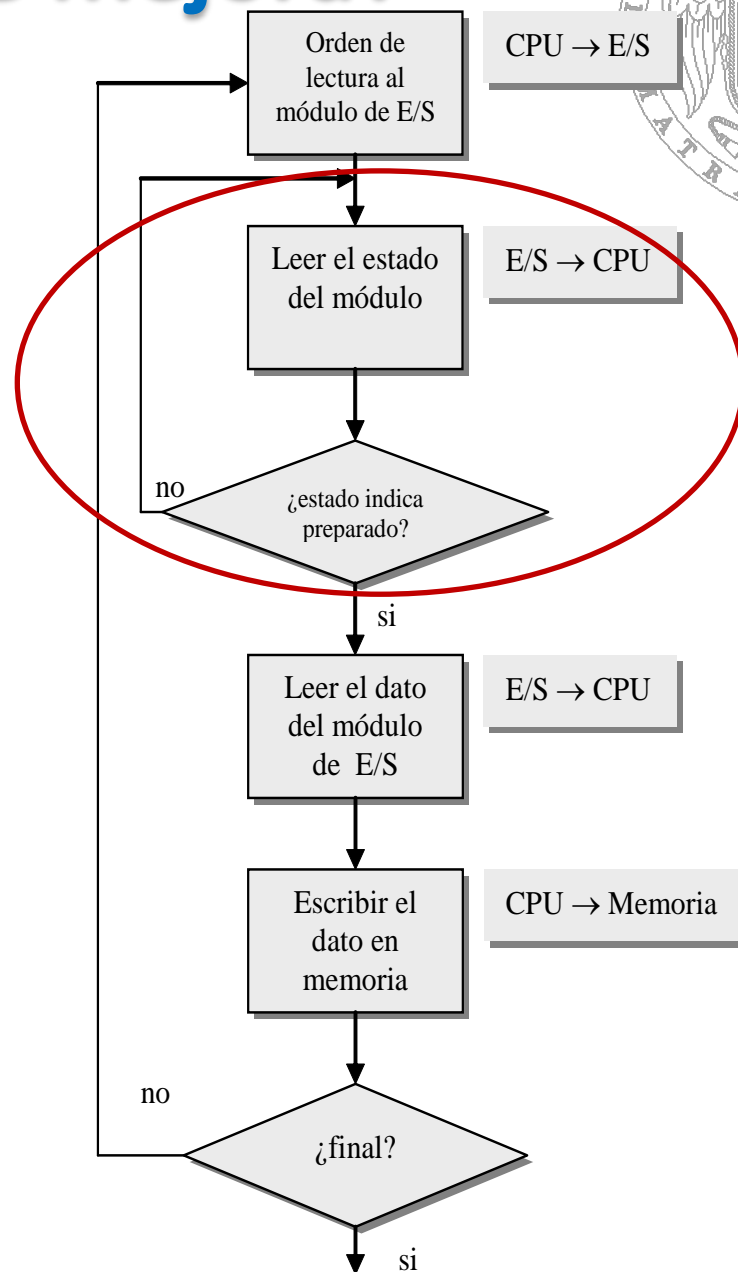 Orden de
lectura al
módulo de E/S
CPU → E/S
Leer el estado
del módulo
E/S → CPU
no
¿estado indica
preparado?
si
Leer el dato
del módulo
de E/S
E/S → CPU
Escribir el
dato en
memoria
CPU → Memoria
no
¿final?
si